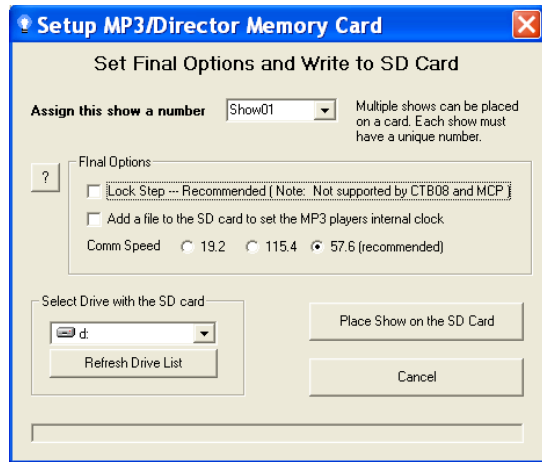 Setup MP3/Director Memory Card
Set Final Options and Write to SD Card
Assign this show a number
Show01
Multiple shows can be placed
on a card. Each show must
have a unique number.
?
FInal Options
Lock Step --- Recommended ( Note: Not supported by CTB08 and MCP )
Add a file to the SD card to set the MP3 players internal clock
Comm Speed 19.2 115.4 57.6 (recommended)
Select Drive with the SD card
d:
Refresh Drive List
Place Show on the SD Card
Cancel